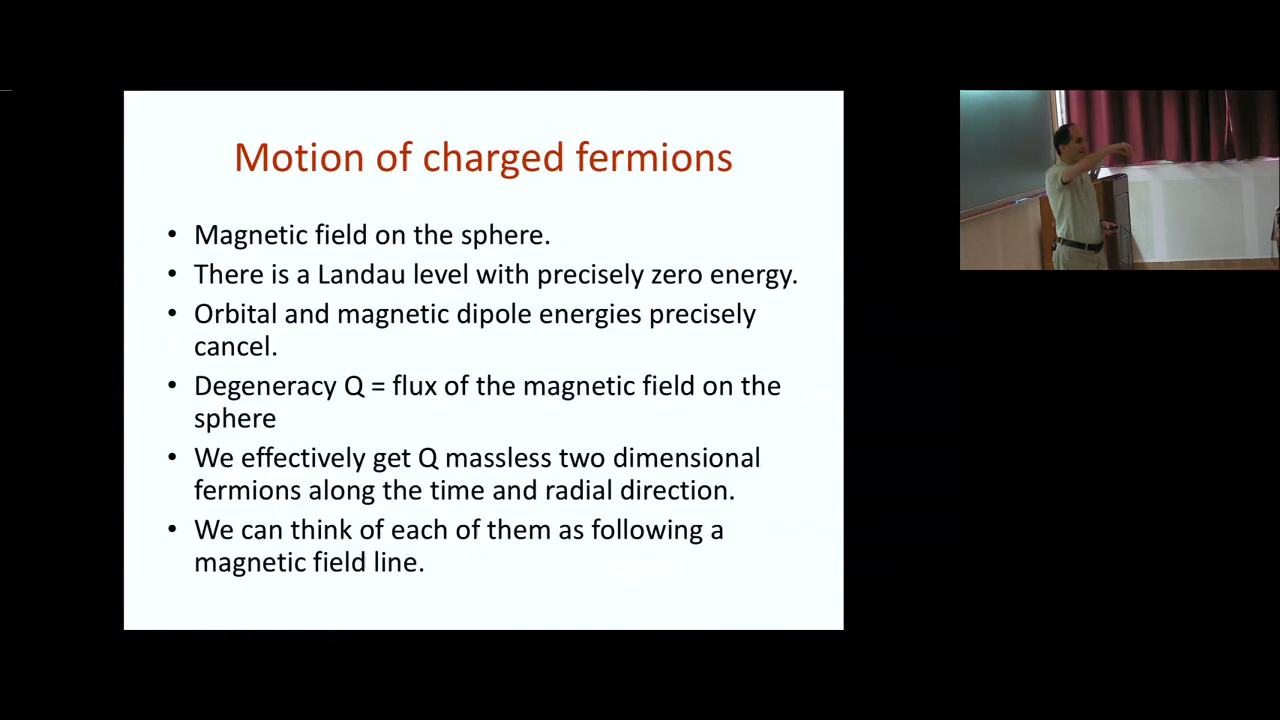 Motion of charged fermions
• Magnetic field on the sphere.
• There is a Landau level with precisely zero energy.
• Orbital and magnetic dipole energies precisely
cancel.
• Degeneracy Q = flux of the magnetic field on the
sphere
• We effectively get Q massless two dimensional
fermions along the time and radial direction.
• We can think of each of them as following a
magnetic field line.